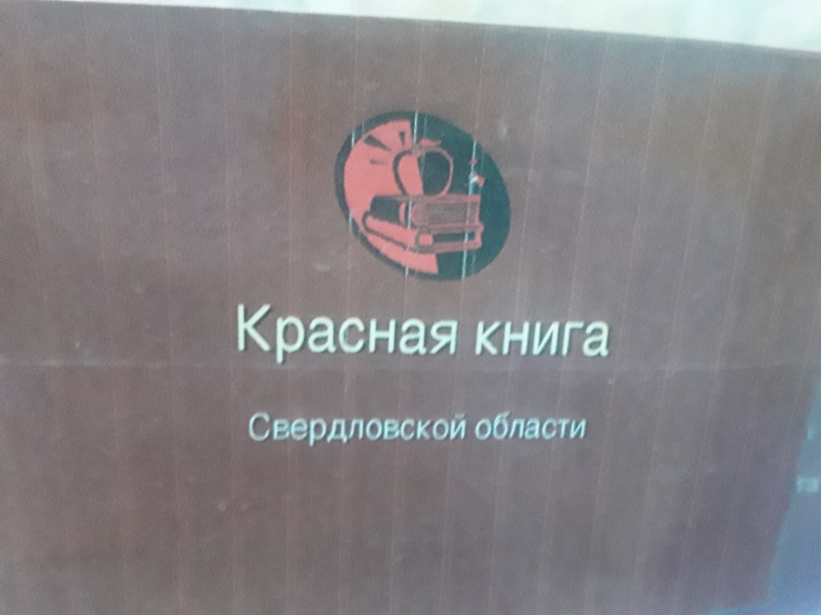 Красная книга
Свердловской области